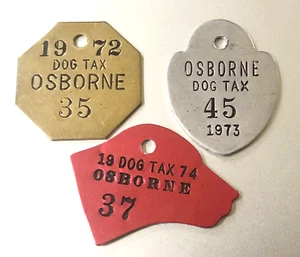 19 72
DOG TAX
OSBORNE
35
OSBORNE
DOG TAX
45
1973
19 DOG TAX 74
OSBORNE
37